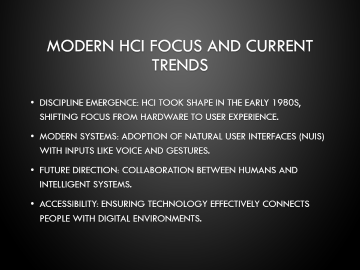 MODERN HCI FOCUS AND CURRENT
TRENDS
• DISCIPLINE EMERGENCE: HCI TOOK SHAPE IN THE EARLY 1980S,
SHIFTING FOCUS FROM HARDWARE TO USER EXPERIENCE.
• MODERN SYSTEMS: ADOPTION OF NATURAL USER INTERFACES (NUIS)
WITH INPUTS LIKE VOICE AND GESTURES.
• FUTURE DIRECTION: COLLABORATION BETWEEN HUMANS AND
INTELLIGENT SYSTEMS.
• ACCESSIBILITY: ENSURING TECHNOLOGY EFFECTIVELY CONNECTS
PEOPLE WITH DIGITAL ENVIRONMENTS.